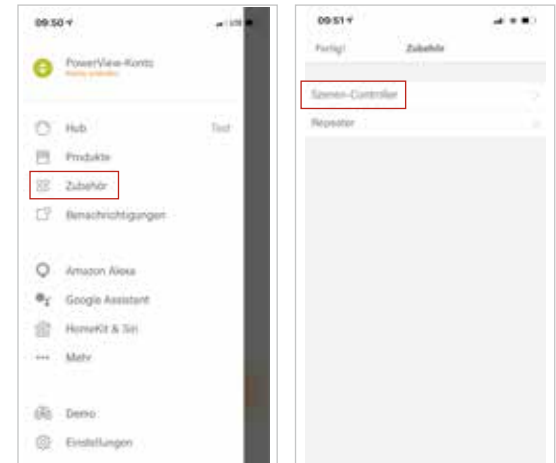 09:50
PowerView-Konto
Hub Test
Produkte
Zubehör
Benachrichtigungen
Amazon Alexa
Google Assistant
HomeKit & Siri
Mehr
Demo
Einstellungen
09:51
Fertig!
Zubehör
Szenen-Controller
Repeater